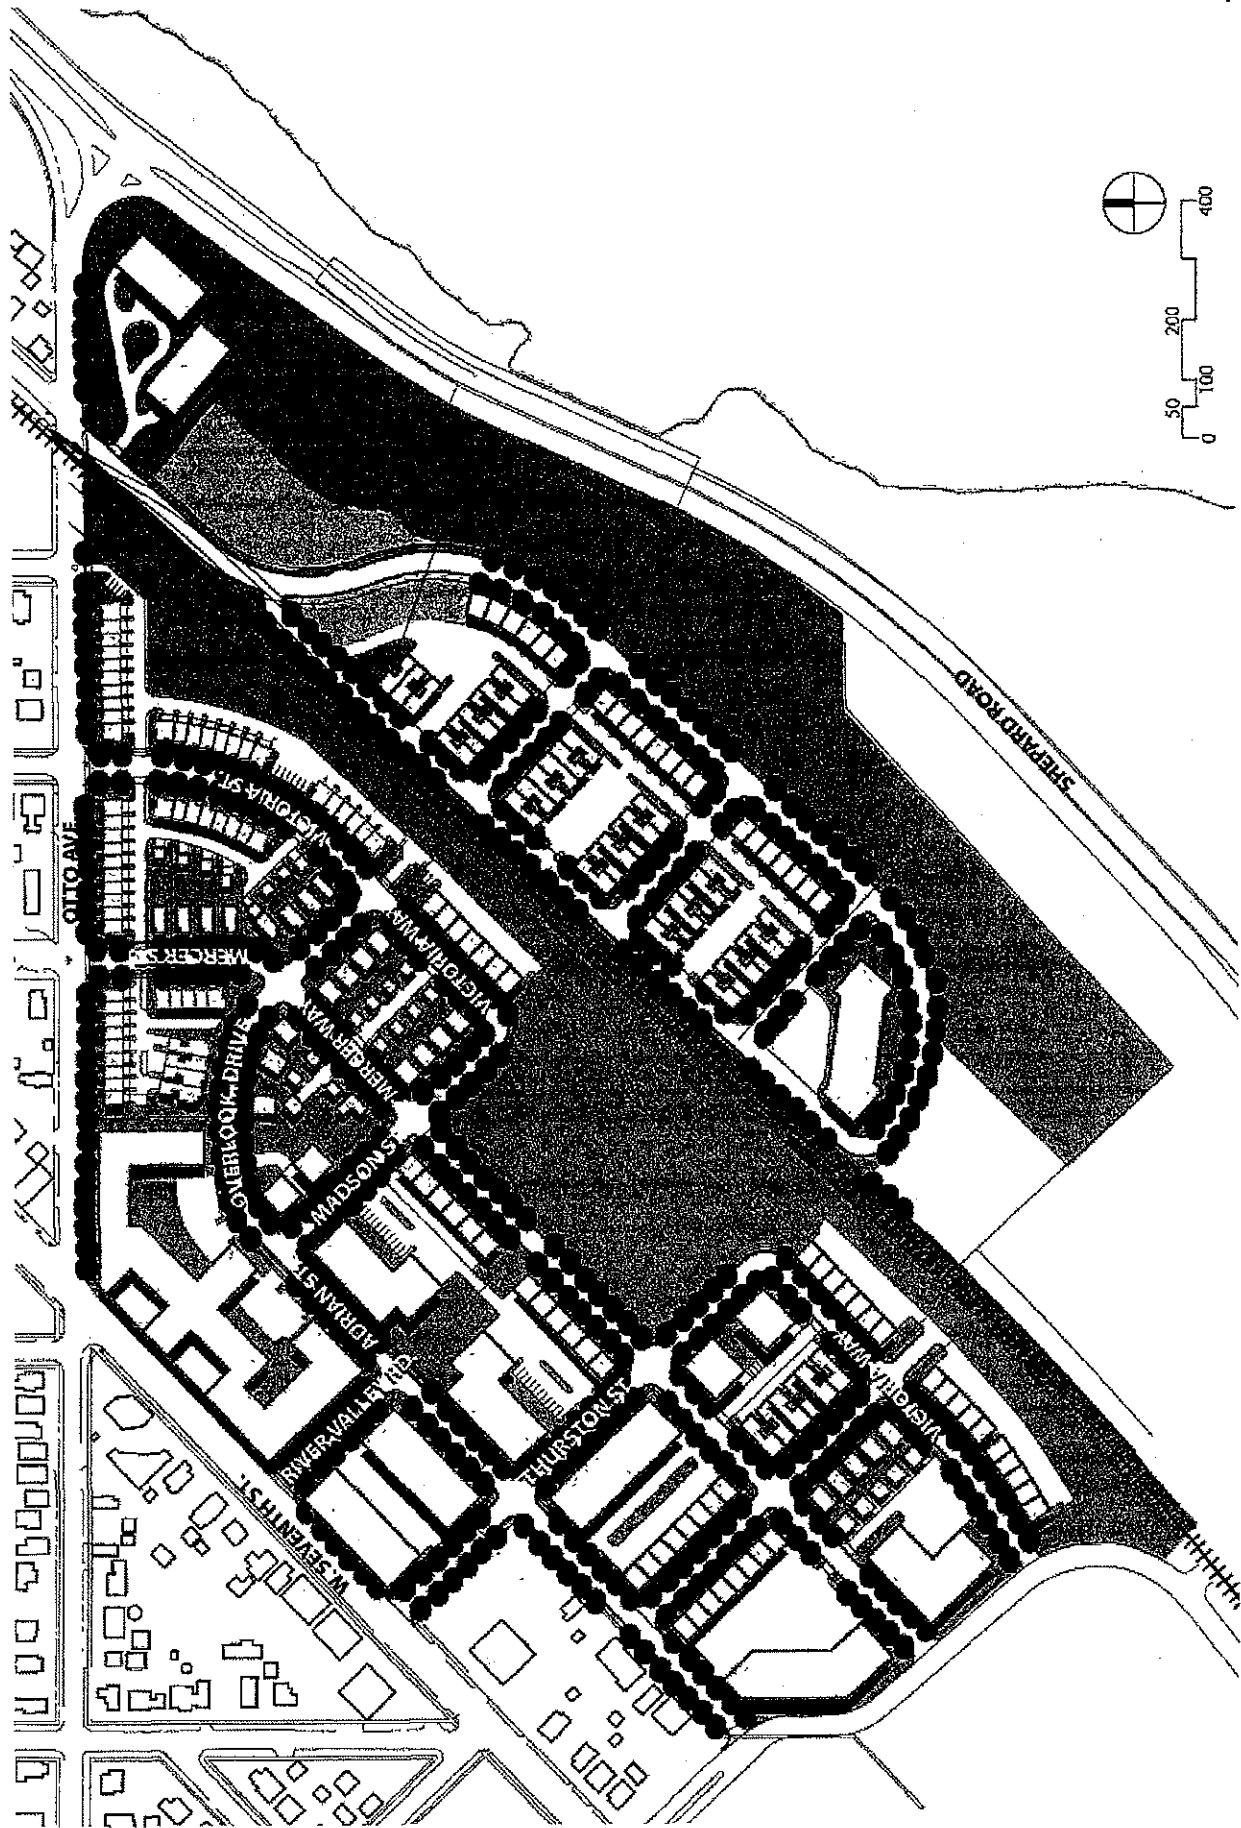 OTTO AVE
VICTORIA ST.
MERCER ST.
OVERLOOK DRIVE
MERCER WAY
VICTORIA WAY
MADSON ST.
ADRIAN ST.
RIVER VALLEY RD.
W. SEVENTH ST.
THURSTON ST.
VICTORIA WAY
SHEPARD ROAD
0
50
100
200
400